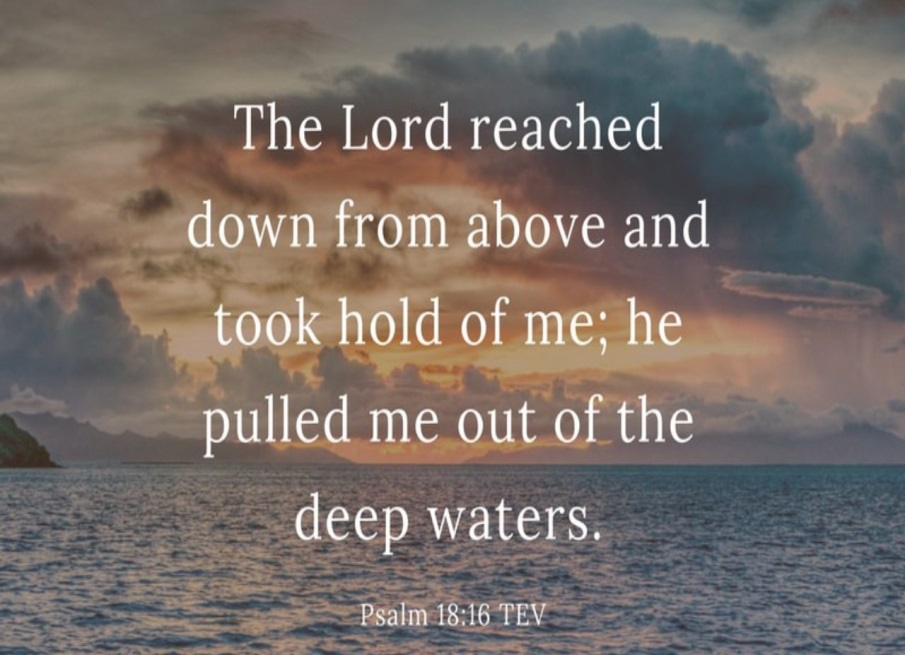 The Lord reached
down from above and
took hold of me; he
pulled me out of the
deep waters.
Psalm 18:16 TEV